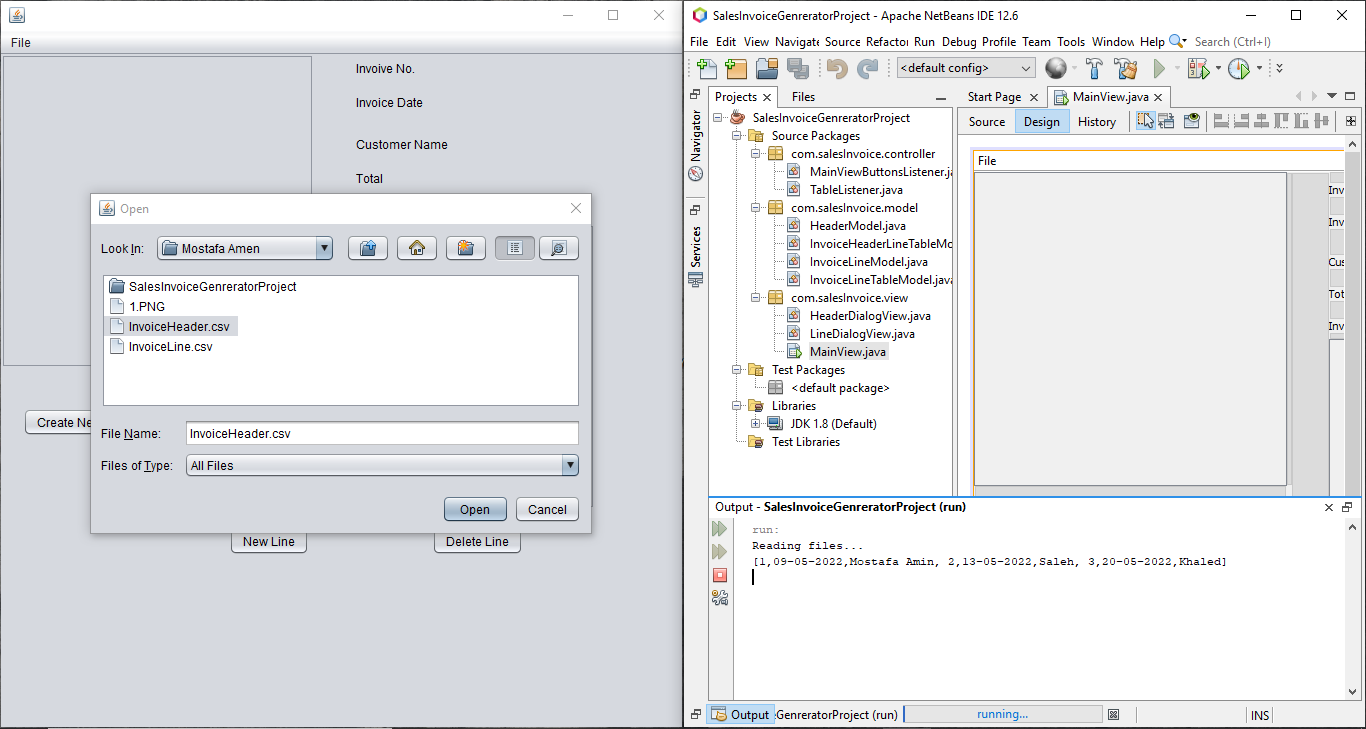 File
Invoive No.
Invoice Date
Customer Name
Total
Open
Look In:
Mostafa Amen
SalesInvoiceGenreratorProject
1.PNG
InvoiceHeader.csv
InvoiceLine.csv
File Name:
InvoiceHeader.csv
Files of Type:
All Files
Open
Cancel
Create Ne
New Line
Delete Line
SalesInvoiceGenreratorProject - Apache NetBeans IDE 12.6
File Edit View Navigate Source Refactor Run Debug Profile Team Tools Window Help Search (Ctrl+I)
<default config>
Projects
Files
Start Page
MainView.java
Source
Design
History
Navigator
Services
SalesInvoiceGenreratorProject
Source Packages
com.salesInvoice.controller
MainViewButtonsListener.ja
TableListener.java
com.salesInvoice.model
HeaderModel.java
InvoiceHeaderLineTableMo
InvoiceLineModel.java
InvoiceLineTableModel.java
com.salesInvoice.view
HeaderDialogView.java
LineDialogView.java
MainView.java
Test Packages
<default package>
Libraries
JDK 1.8 (Default)
Test Libraries
File
Invo
Invo
Cus
Tot
Invo
Output - SalesInvoiceGenreratorProject (run)
run:
Reading files...
[1,09-05-2022,Mostafa Amin, 2,13-05-2022,Saleh, 3,20-05-2022,Khaled]
Output
GenreratorProject (run)
running...
INS